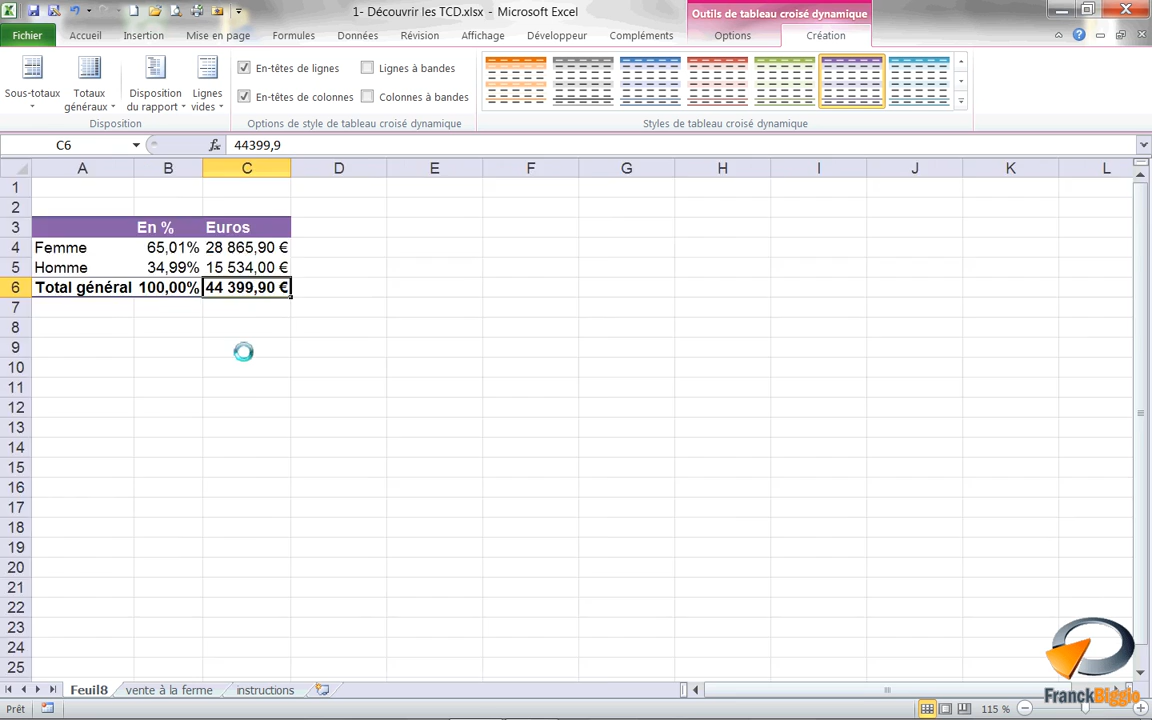 1- Découvrir les TCD.xlsx - Microsoft Excel
Outils de tableau croisé dynamique
Fichier Accueil Insertion Mise en page Formules Données Révision Affichage Développeur Compléments Options Création
Sous-totaux
Totaux généraux
Disposition du rapport
Lignes vides
En-têtes de lignes Lignes à bandes
En-têtes de colonnes Colonnes à bandes
Disposition Options de style de tableau croisé dynamique Styles de tableau croisé dynamique
C6 fx 44399,9
A B C D E F G H I J K L
1
2
3 En % Euros
4 Femme 65,01% 28 865,90 €
5 Homme 34,99% 15 534,00 €
6 Total général 100,00% 44 399,90 €
7
8
9
10
11
12
13
14
15
16
17
18
19
20
21
22
23
24
25
FranckBiggio
Feuil8 vente à la ferme instructions
Prêt 115 %